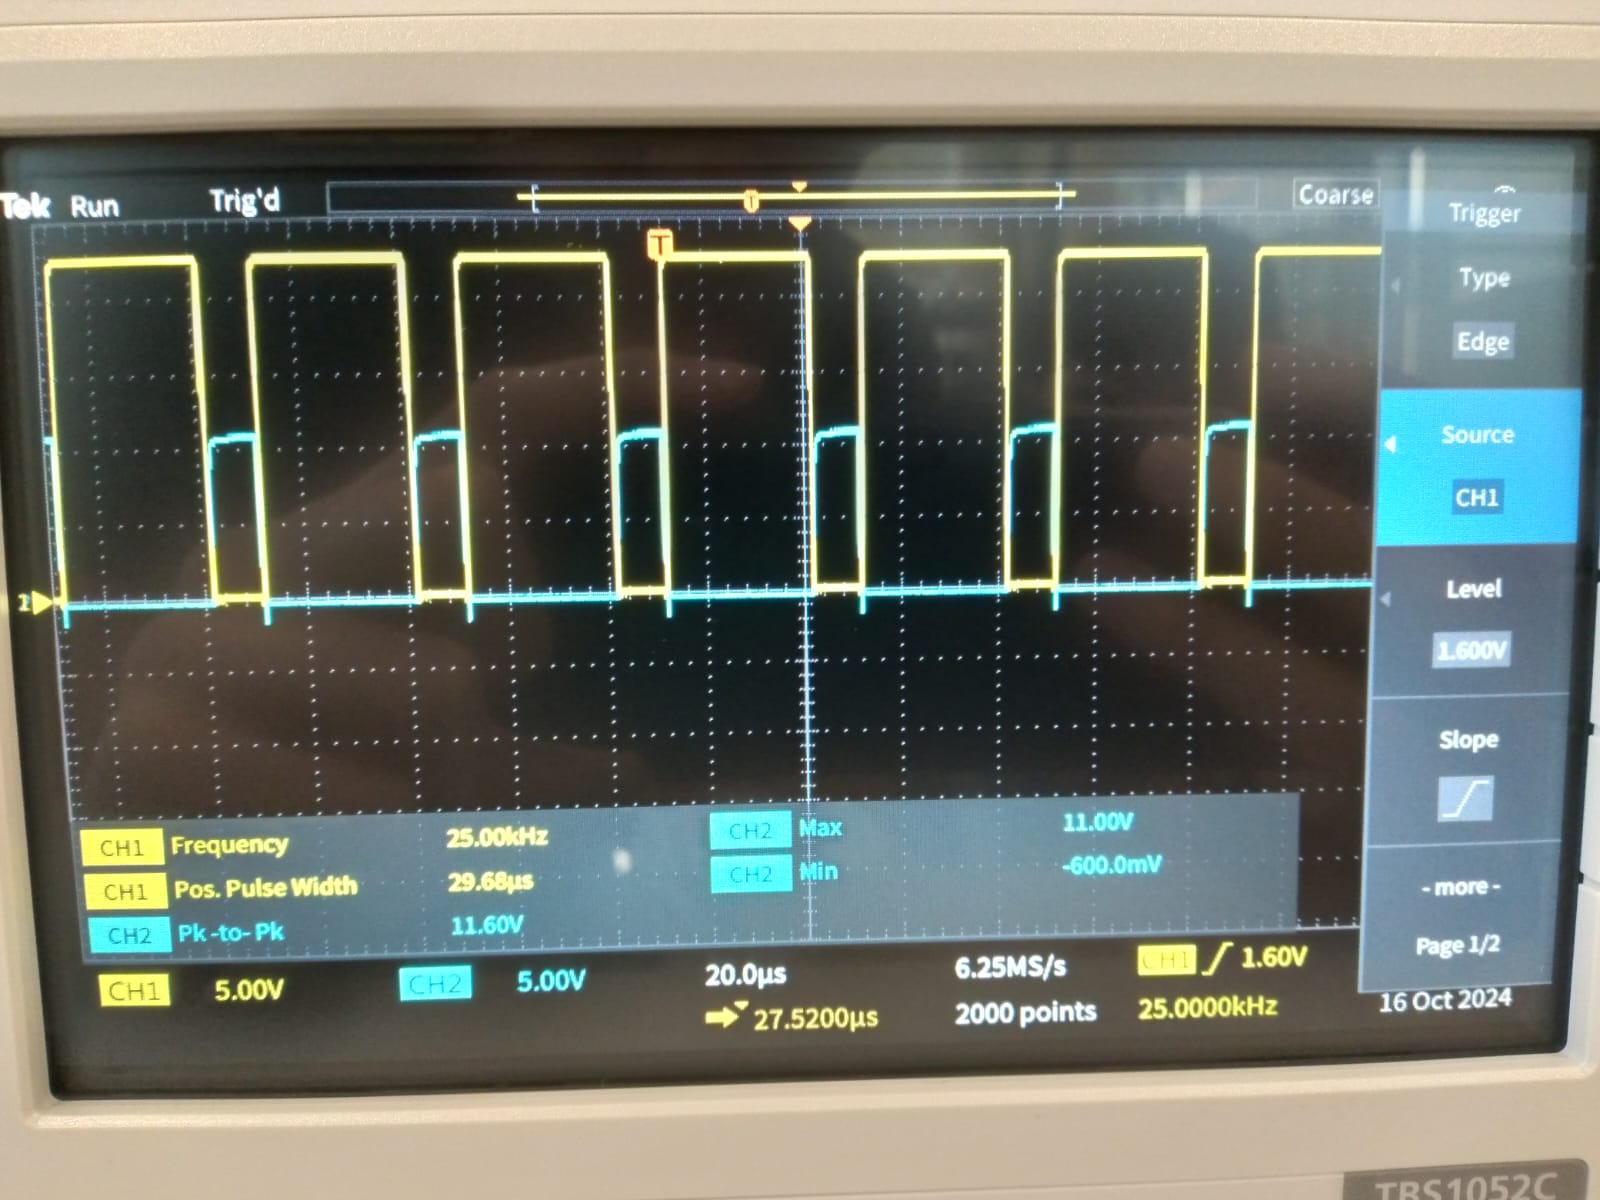 Tek Run Trig'd T Coarse
Trigger
T
Type
Edge
Source
CH1
1
Level
1.600V
Slope
CH1 Frequency 25.00kHz CH2 Max 11.00V
CH1 Pos. Pulse Width 29.68µs CH2 Min -600.0mV
CH2 Pk-to-Pk 11.60V
- more -
Page 1/2
CH1 5.00V CH2 5.00V 20.0µs 6.25MS/s CH1 1.60V
27.5200µs 2000 points 25.0000kHz
16 Oct 2024
TBS1052C